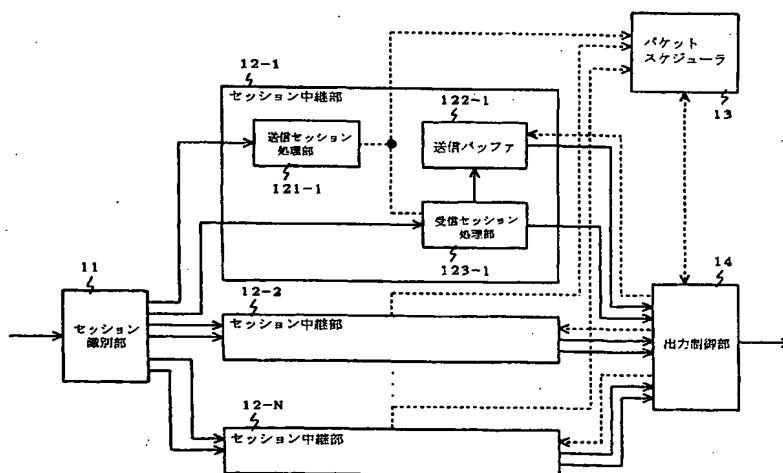 パケット
スケジューラ
13
12-1
セッション中継部
122-1
送信セッション
処理部
121-1
送信バッファ
受信セッション
処理部
123-1
11
セッション
識別部
14
出力制御部
12-2
セッション中継部
12-N
セッション中継部